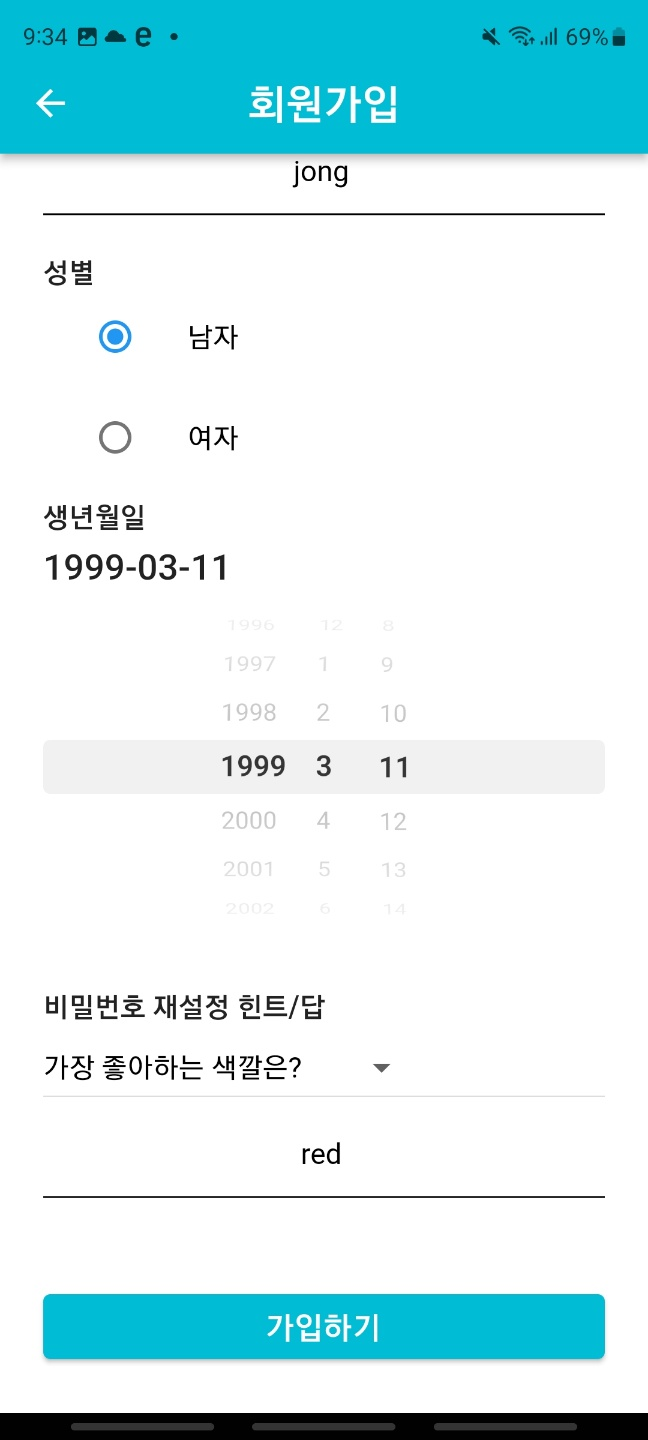 9:34 e 69%
회원가입
jong
성별
남자
여자
생년월일
1999-03-11
1996 12 8
1997 1 9
1998 2 10
1999 3 11
2000 4 12
2001 5 13
2002 6 14
비밀번호 재설정 힌트/답
가장 좋아하는 색깔은?
red
가입하기